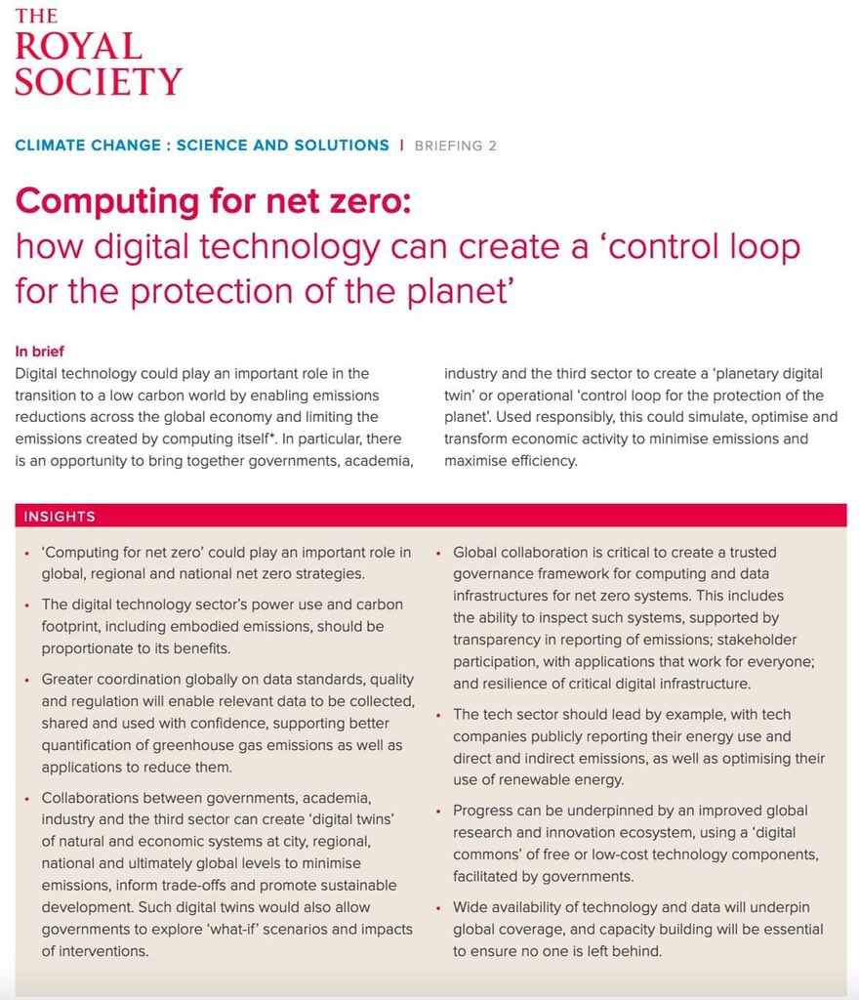 THE
ROYAL
SOCIETY
CLIMATE CHANGE : SCIENCE AND SOLUTIONS | BRIEFING 2
Computing for net zero:
how digital technology can create a ‘control loop
for the protection of the planet’
In brief
Digital technology could play an important role in the
transition to a low carbon world by enabling emissions
reductions across the global economy and limiting the
emissions created by computing itself*. In particular, there
is an opportunity to bring together governments, academia,
industry and the third sector to create a ‘planetary digital
twin’ or operational ‘control loop for the protection of the
planet’. Used responsibly, this could simulate, optimise and
transform economic activity to minimise emissions and
maximise efficiency.
INSIGHTS
• ‘Computing for net zero’ could play an important role in
global, regional and national net zero strategies.
• The digital technology sector’s power use and carbon
footprint, including embodied emissions, should be
proportionate to its benefits.
• Greater coordination globally on data standards, quality
and regulation will enable relevant data to be collected,
shared and used with confidence, supporting better
quantification of greenhouse gas emissions as well as
applications to reduce them.
• Collaborations between governments, academia,
industry and the third sector can create ‘digital twins’
of natural and economic systems at city, regional,
national and ultimately global levels to minimise
emissions, inform trade-offs and promote sustainable
development. Such digital twins would also allow
governments to explore ‘what-if’ scenarios and impacts
of interventions.
• Global collaboration is critical to create a trusted
governance framework for computing and data
infrastructures for net zero systems. This includes
the ability to inspect such systems, supported by
transparency in reporting of emissions; stakeholder
participation, with applications that work for everyone;
and resilience of critical digital infrastructure.
• The tech sector should lead by example, with tech
companies publicly reporting their energy use and
direct and indirect emissions, as well as optimising their
use of renewable energy.
• Progress can be underpinned by an improved global
research and innovation ecosystem, using a ‘digital
commons’ of free or low-cost technology components,
facilitated by governments.
• Wide availability of technology and data will underpin
global coverage, and capacity building will be essential
to ensure no one is left behind.